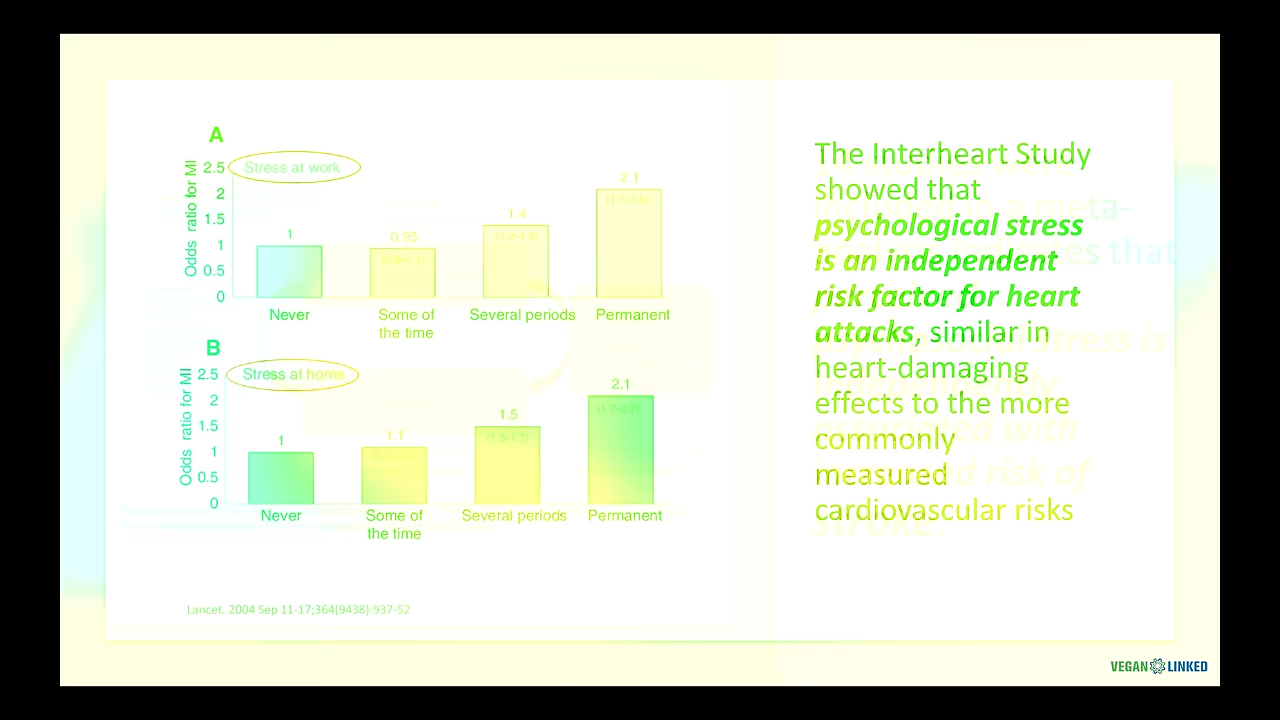 A
Stress at work
Odds ratio for MI
2.5
2
1.5
1
0.5
0
1
0.95
1.4
2.1
Never
Some of
the time
Several periods
Permanent
B
Stress at home
Odds ratio for MI
2.5
2
1.5
1
0.5
0
1
1.1
1.5
2.1
Never
Some of
the time
Several periods
Permanent
Lancet. 2004 Sep 11-17;364(9438):937-52
The Interheart Study
showed that
psychological stress
is an independent
risk factor for heart
attacks, similar in
heart-damaging
effects to the more
commonly
measured
cardiovascular risks
VEGAN LINKED